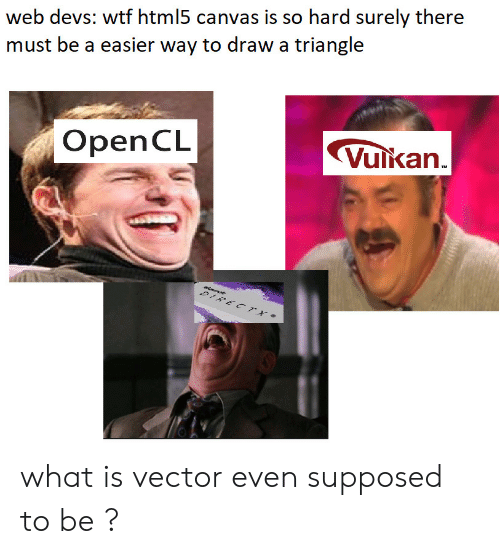 web devs: wtf html5 canvas is so hard surely there
must be a easier way to draw a triangle
OpenCL
Vulkan
DIRECTX
what is vector even supposed
to be ?